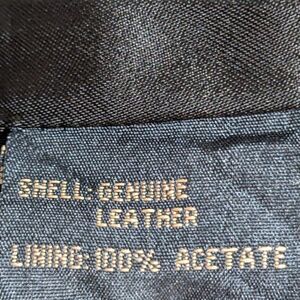 SHELL: GENUINE
LEATHER
LINING: 100% ACETATE